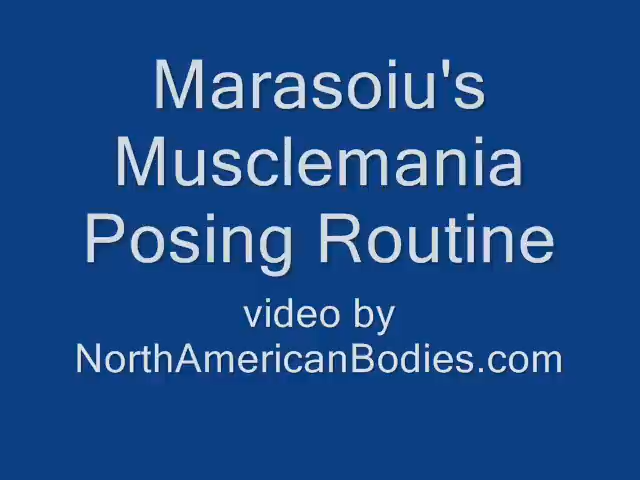 Marasoiu's
Musclemania
Posing Routine
video by
NorthAmericanBodies.com